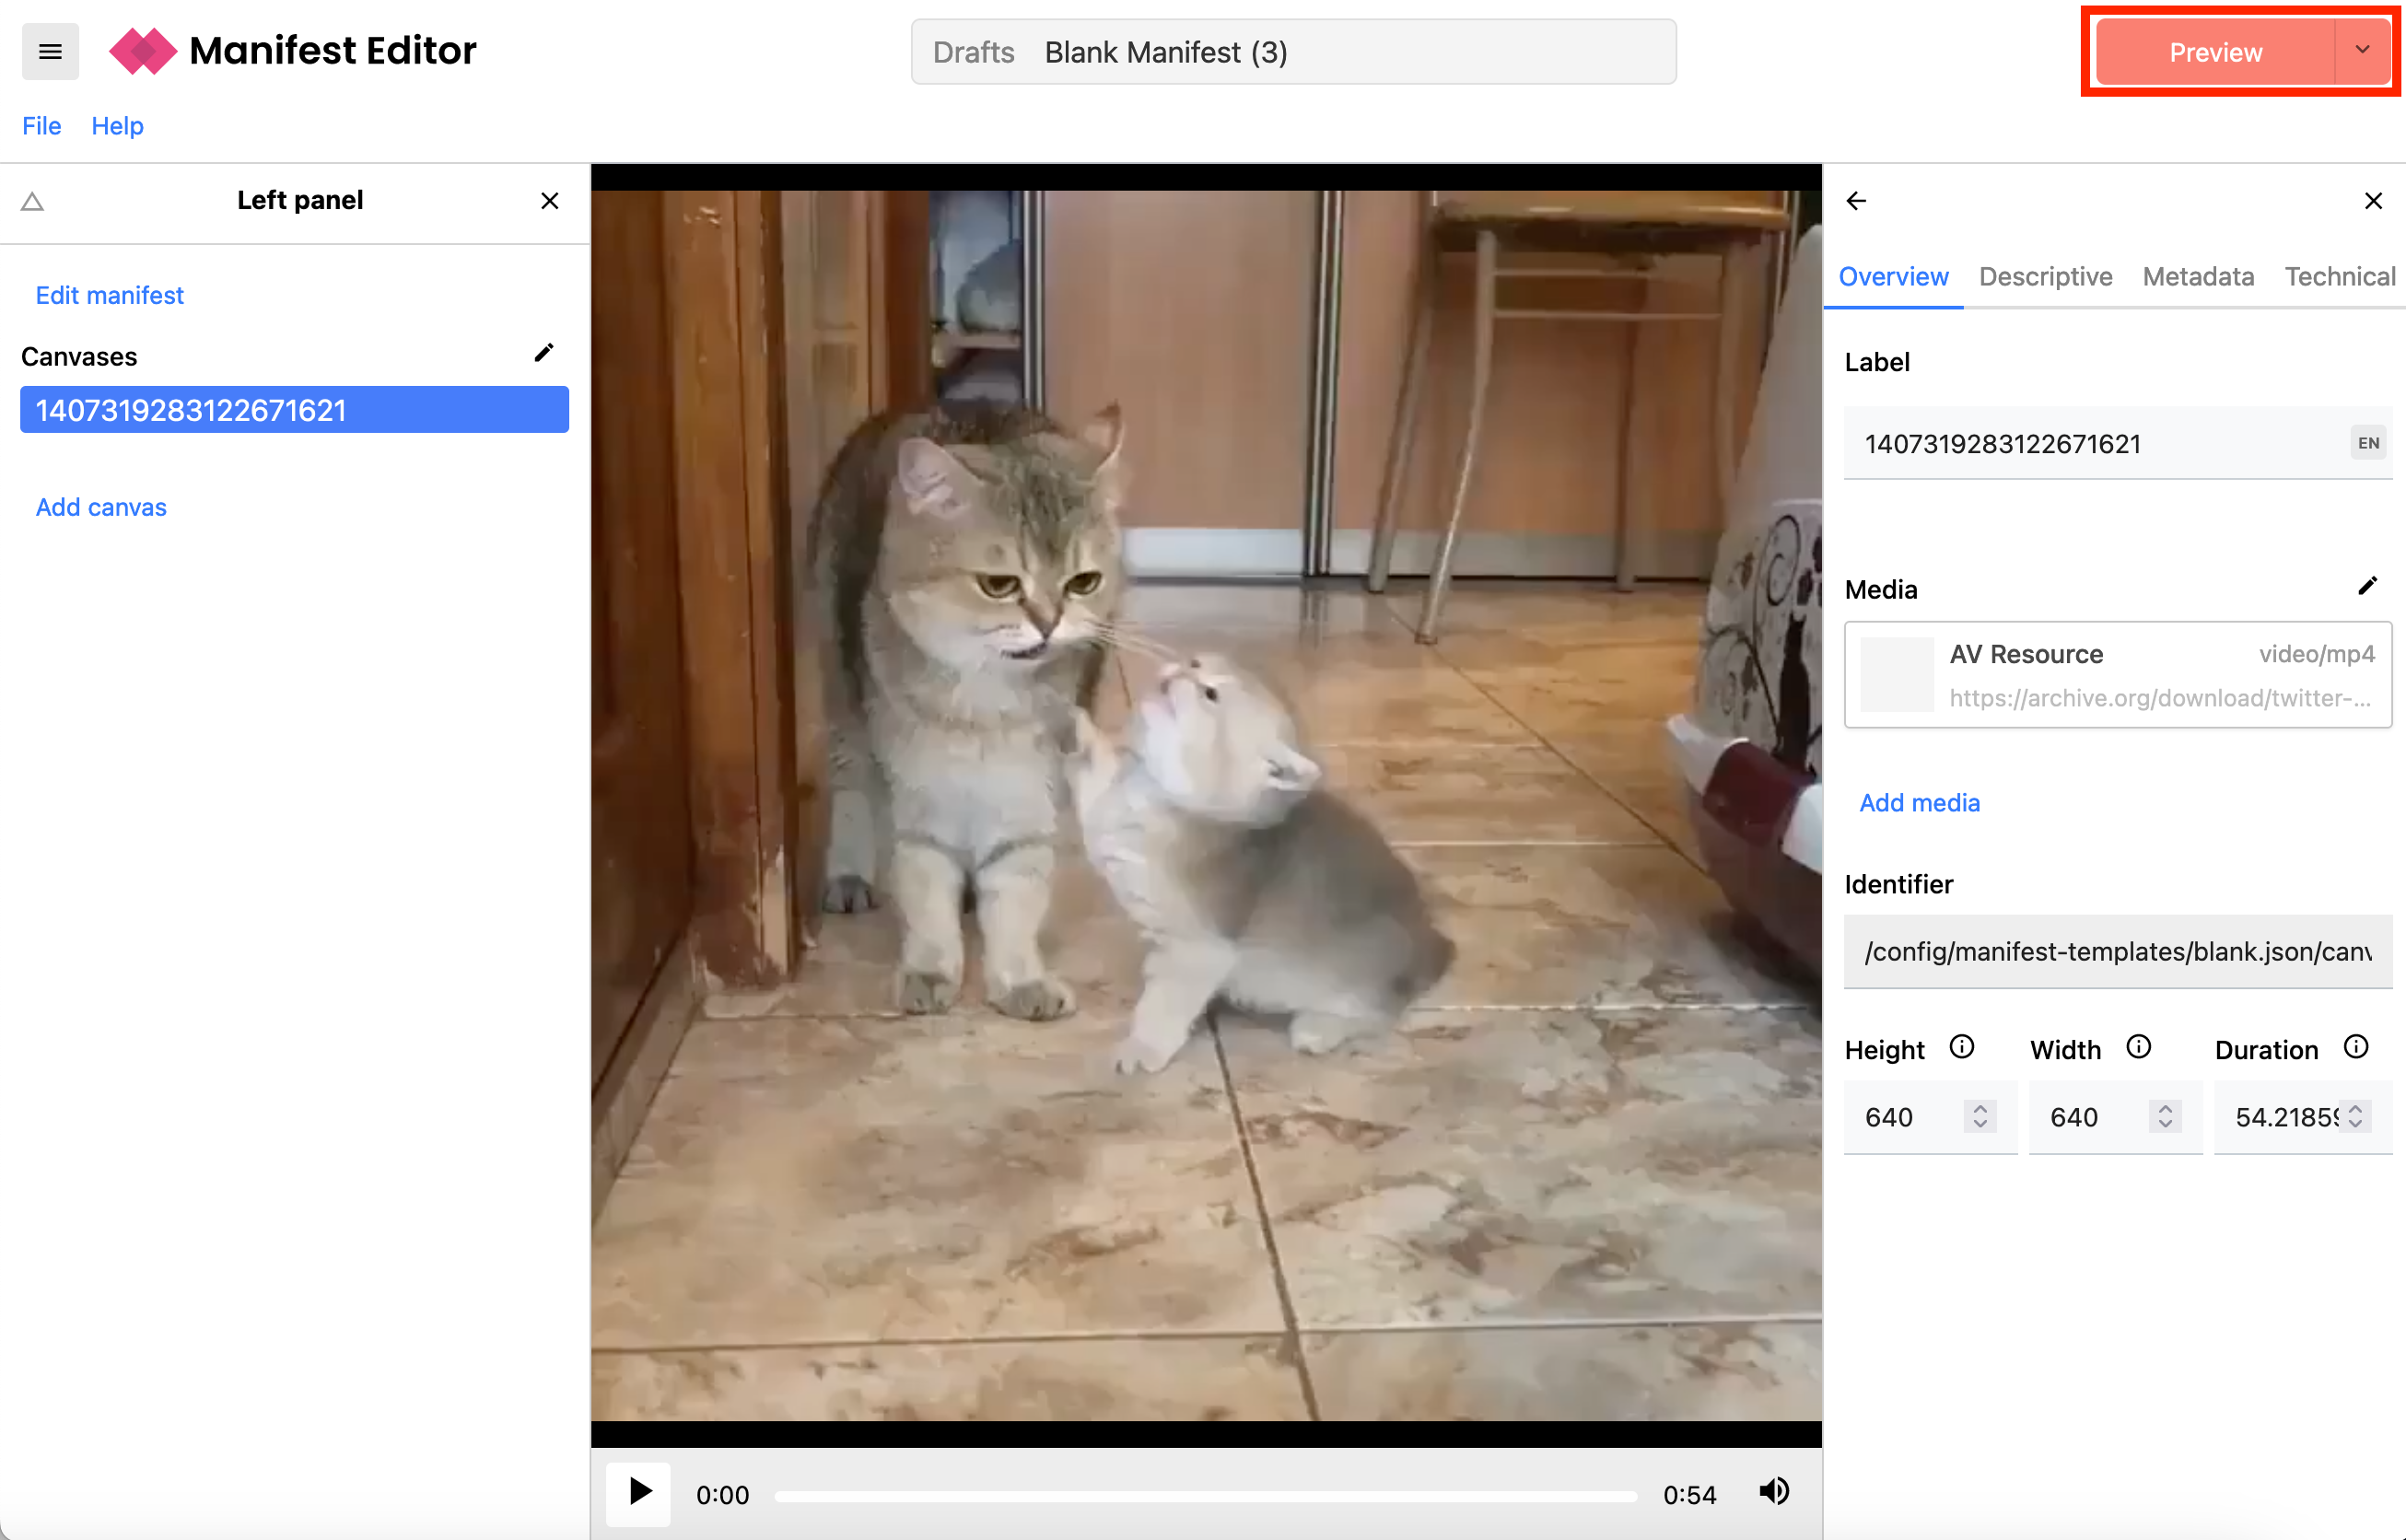 Manifest Editor
Drafts Blank Manifest (3)
Preview
File Help
Left panel
Edit manifest
Canvases
1407319283122671621
Add canvas
0:00
0:54
Overview Descriptive Metadata Technical
Label
1407319283122671621
EN
Media
AV Resource video/mp4
https://archive.org/download/twitter-...
Add media
Identifier
/config/manifest-templates/blank.json/canv
Height Width Duration
640 640 54.21859